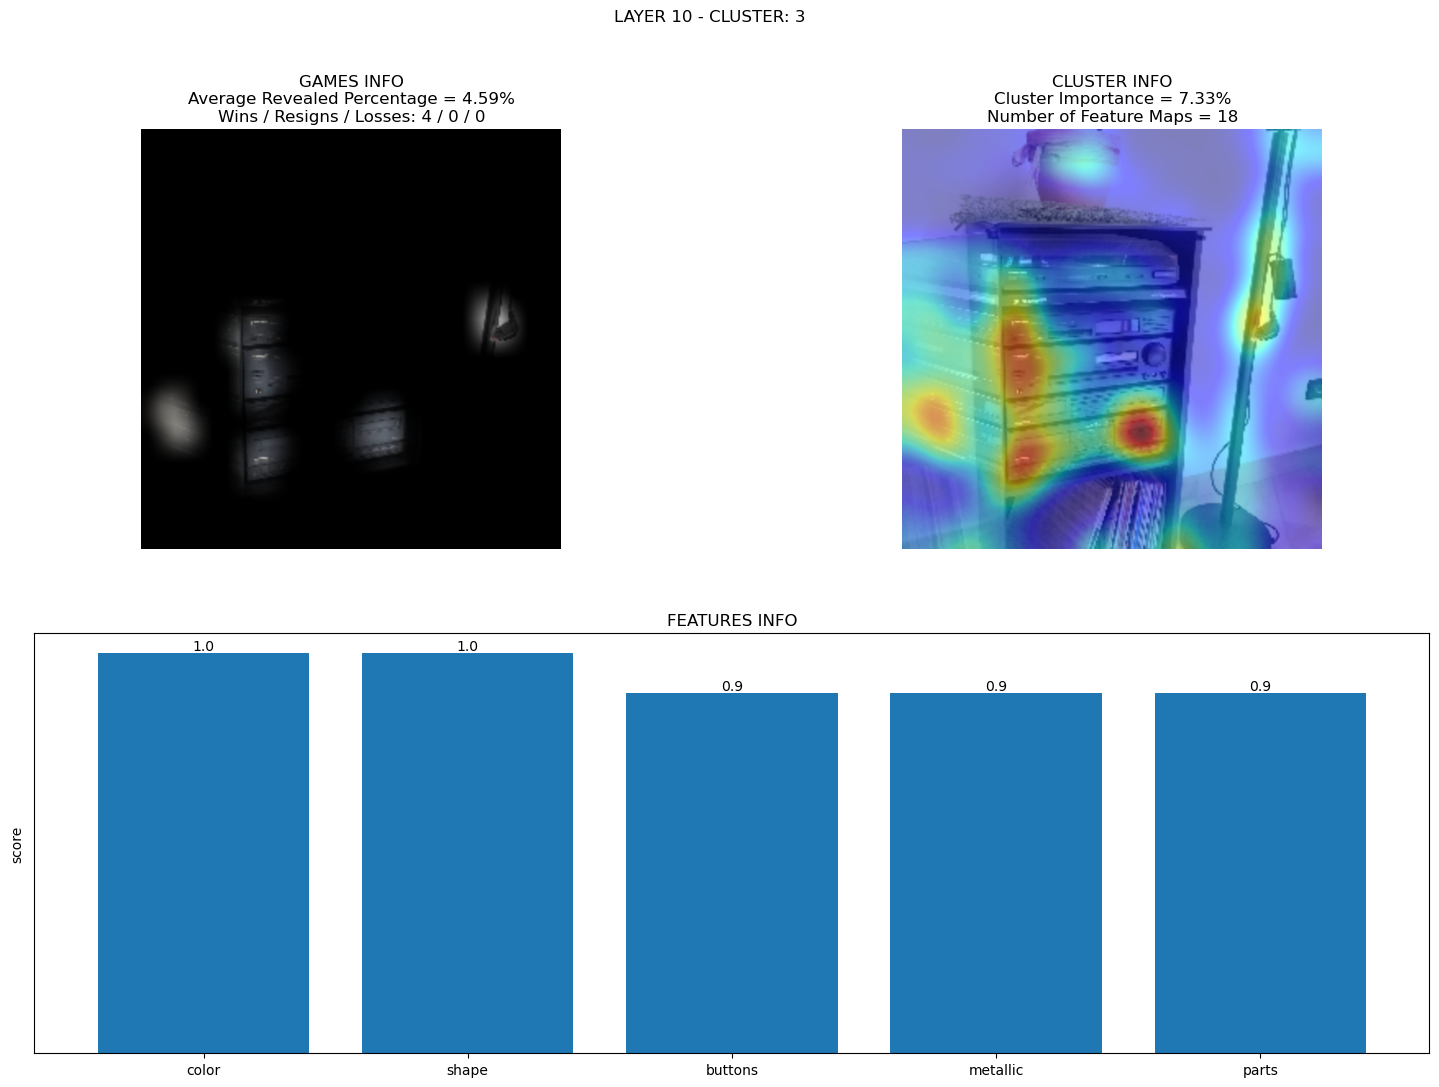 LAYER 10 - CLUSTER: 3
GAMES INFO
Average Revealed Percentage = 4.59%
Wins / Resigns / Losses: 4 / 0 / 0
CLUSTER INFO
Cluster Importance = 7.33%
Number of Feature Maps = 18
FEATURES INFO
score
1.0
1.0
0.9
0.9
0.9
color
shape
buttons
metallic
parts